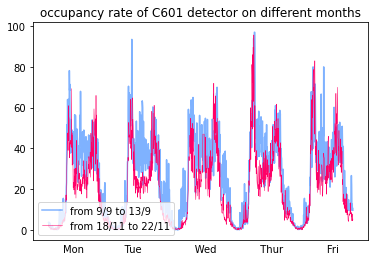 occupancy rate of C601 detector on different months
100
80
60
40
20
0
from 9/9 to 13/9
from 18/11 to 22/11
Mon Tue Wed Thur Fri